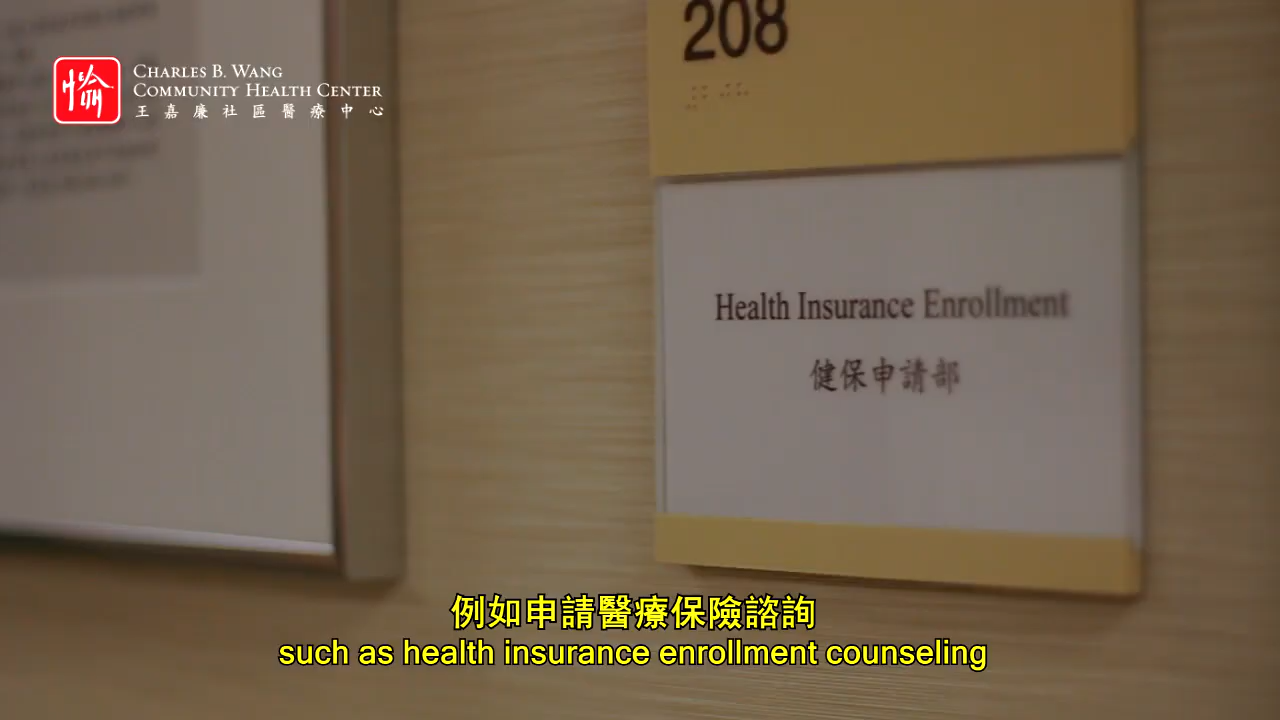 208
愉
CHARLES B. WANG
COMMUNITY HEALTH CENTER
王嘉廉社區醫療中心
Health Insurance Enrollment
健保申請部
例如申請醫療保險諮詢
such as health insurance enrollment counseling